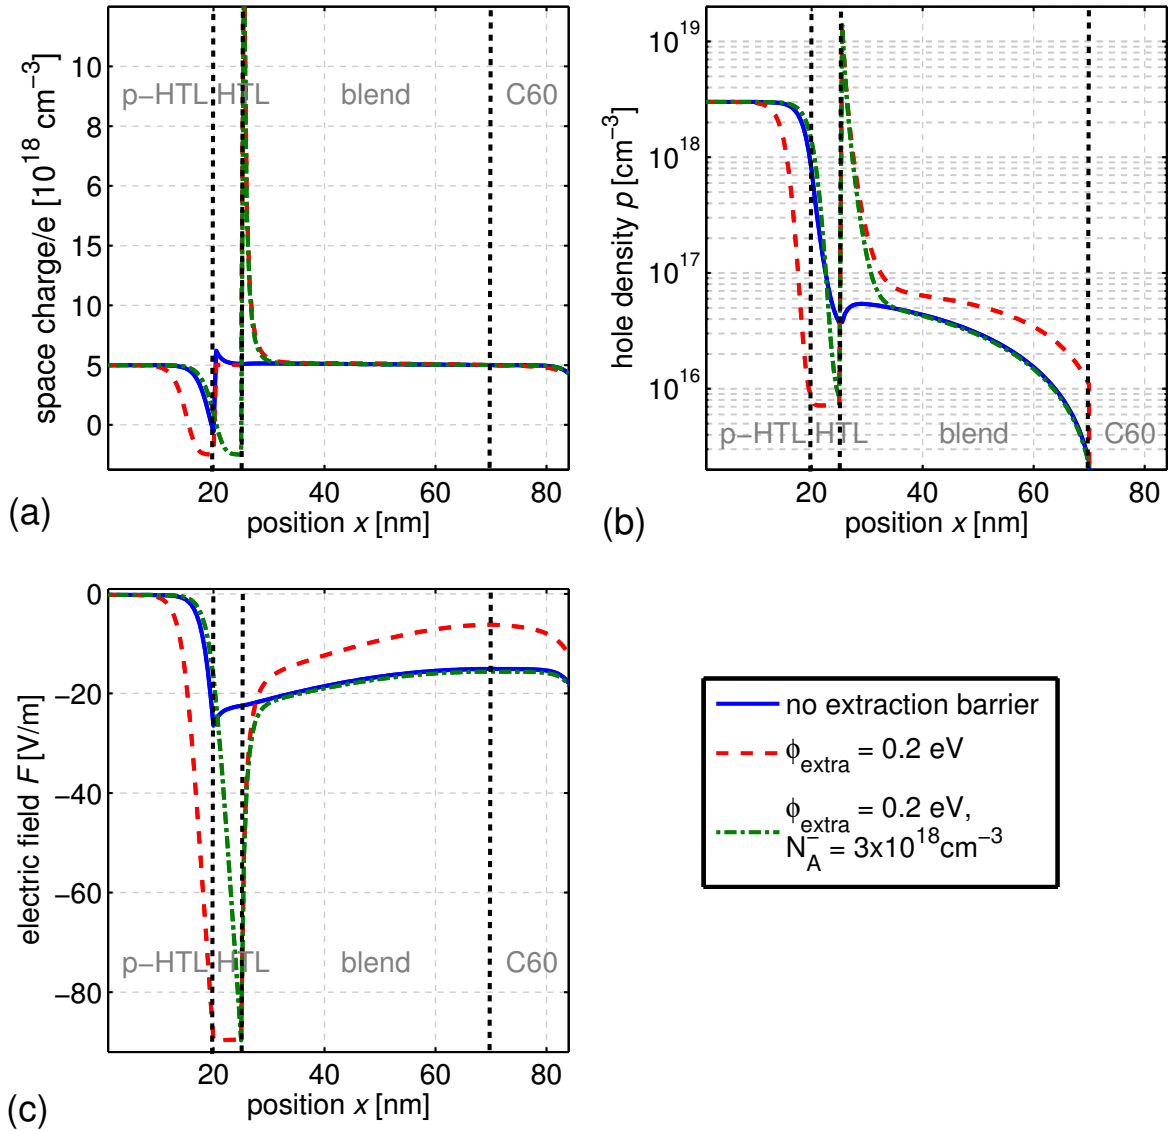 space charge/e [10^18 cm^−3]
10
8
6
15
10
5
0
p−HTL HTL blend C60
20 40 60 80
position x [nm]
(a)
hole density p [cm^−3]
10^19
10^18
10^17
10^16
p−HTL HTL blend C60
20 40 60 80
position x [nm]
(b)
electric field F [V/m]
0
−20
−40
−60
−80
p−HTL HTL blend C60
20 40 60 80
position x [nm]
(c)
no extraction barrier
ϕ_extra = 0.2 eV
ϕ_extra = 0.2 eV,
N_A^− = 3x10^18cm^−3